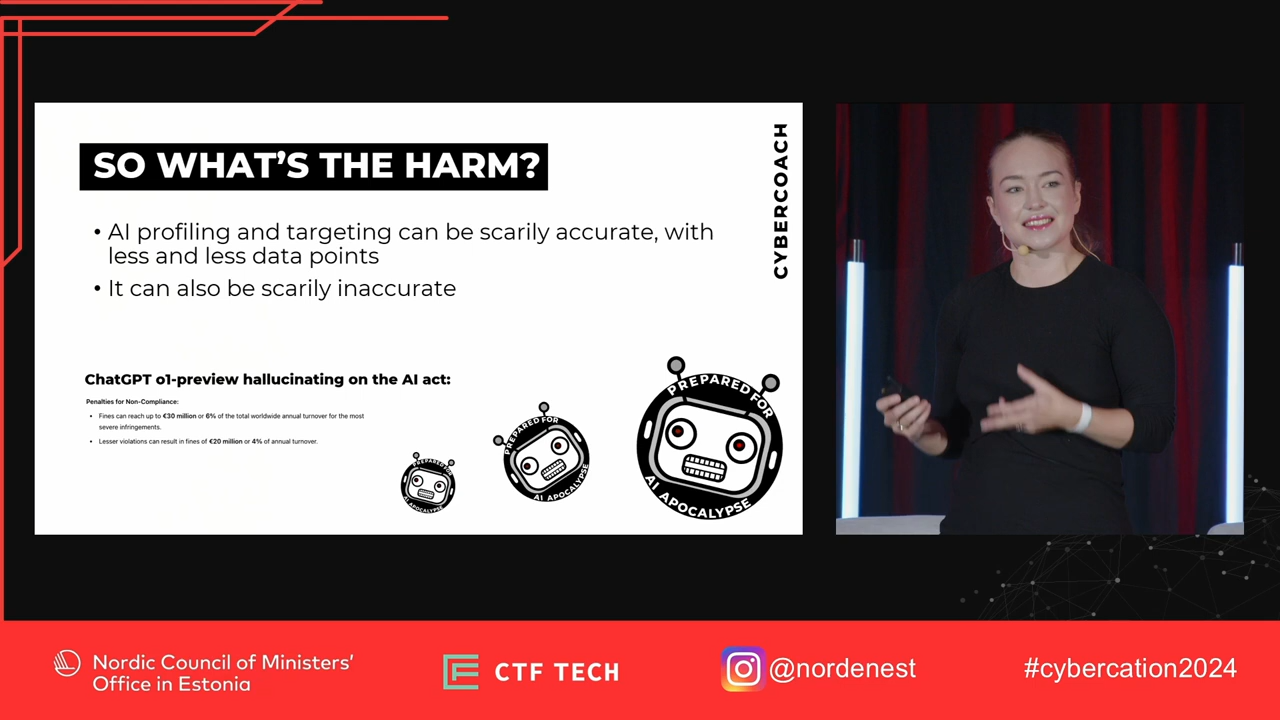 SO WHAT'S THE HARM?
CYBERCOACH
• AI profiling and targeting can be scarily accurate, with
less and less data points
• It can also be scarily inaccurate
ChatGPT o1-preview hallucinating on the AI act:
Penalties for Non-Compliance:
• Fines can reach up to €30 million or 6% of the total worldwide annual turnover for the most
severe infringements.
• Lesser violations can result in fines of €20 million or 4% of annual turnover.
PREPARED FOR
AI APOCALYPSE
PREPARED FOR
AI APOCALYPSE
PREPARED FOR
AI APOCALYPSE
Nordic Council of Ministers'
Office in Estonia
CTF TECH
@nordenest
#cybercation2024